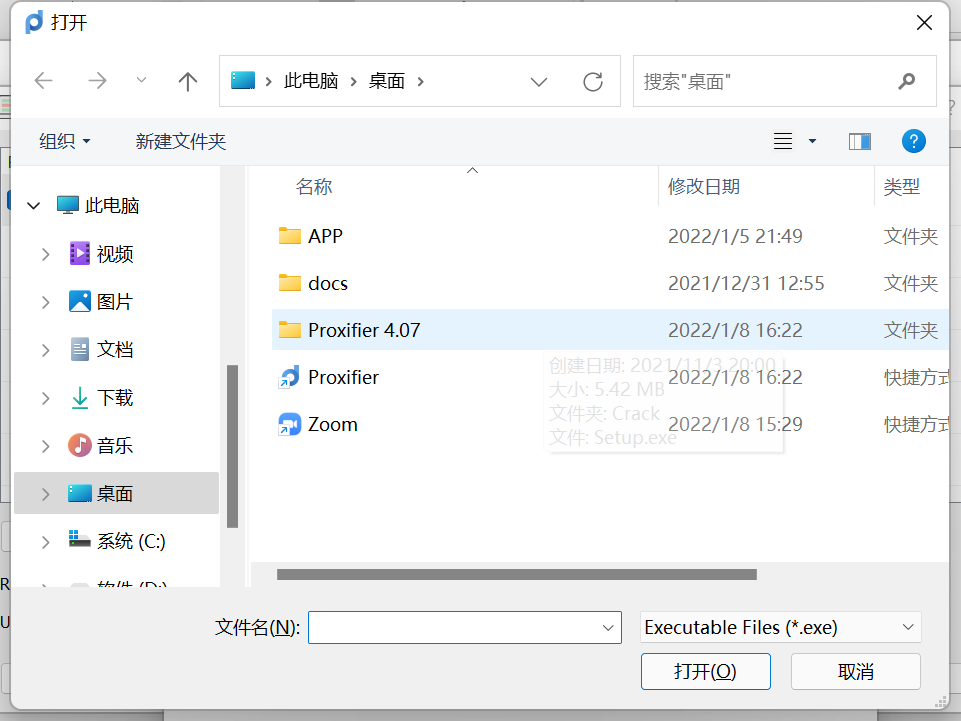 打开
此电脑 › 桌面 ›
搜索"桌面"
组织 新建文件夹
名称 修改日期 类型
此电脑
视频
图片
文档
下载
音乐
桌面
系统 (C:)
软件 (D:)
APP 2022/1/5 21:49 文件夹
docs 2021/12/31 12:55 文件夹
Proxifier 4.07 2022/1/8 16:22 文件夹
Proxifier 2022/1/8 16:22 快捷方式
Zoom 2022/1/8 15:29 快捷方式
创建日期: 2021/11/3 20:00
大小: 5.42 MB
文件夹: Crack
文件: Setup.exe
文件名(N): Executable Files (*.exe)
打开(O) 取消